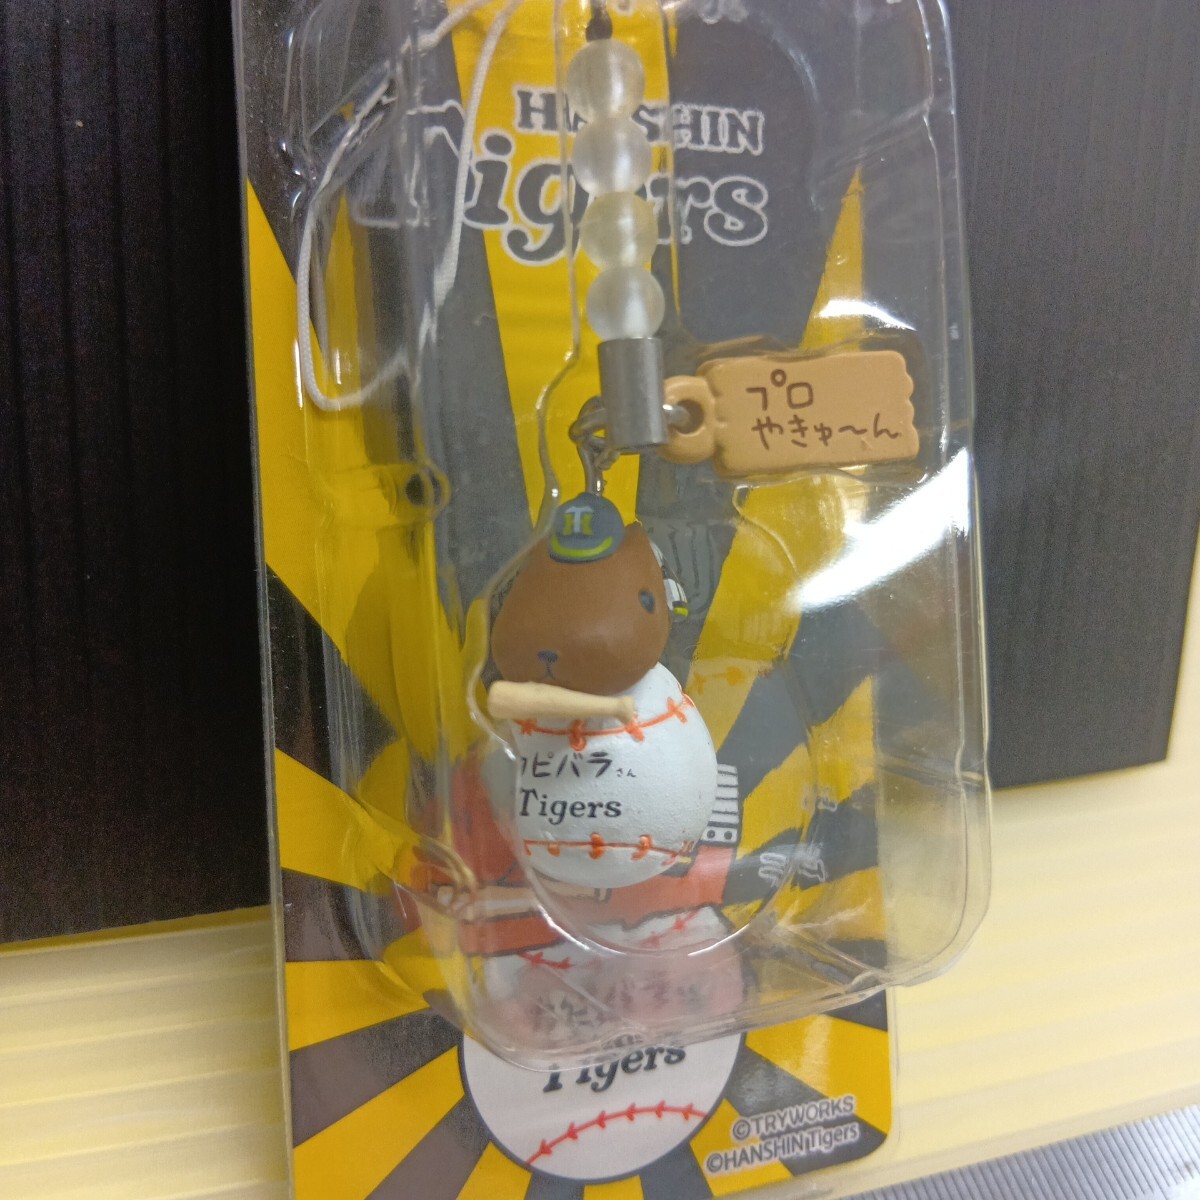 HANSHIN
Tigers
プロ
やきゅ〜ん
ピバラさん
Tigers
Tigers
©TRYWORKS
©HANSHIN Tigers